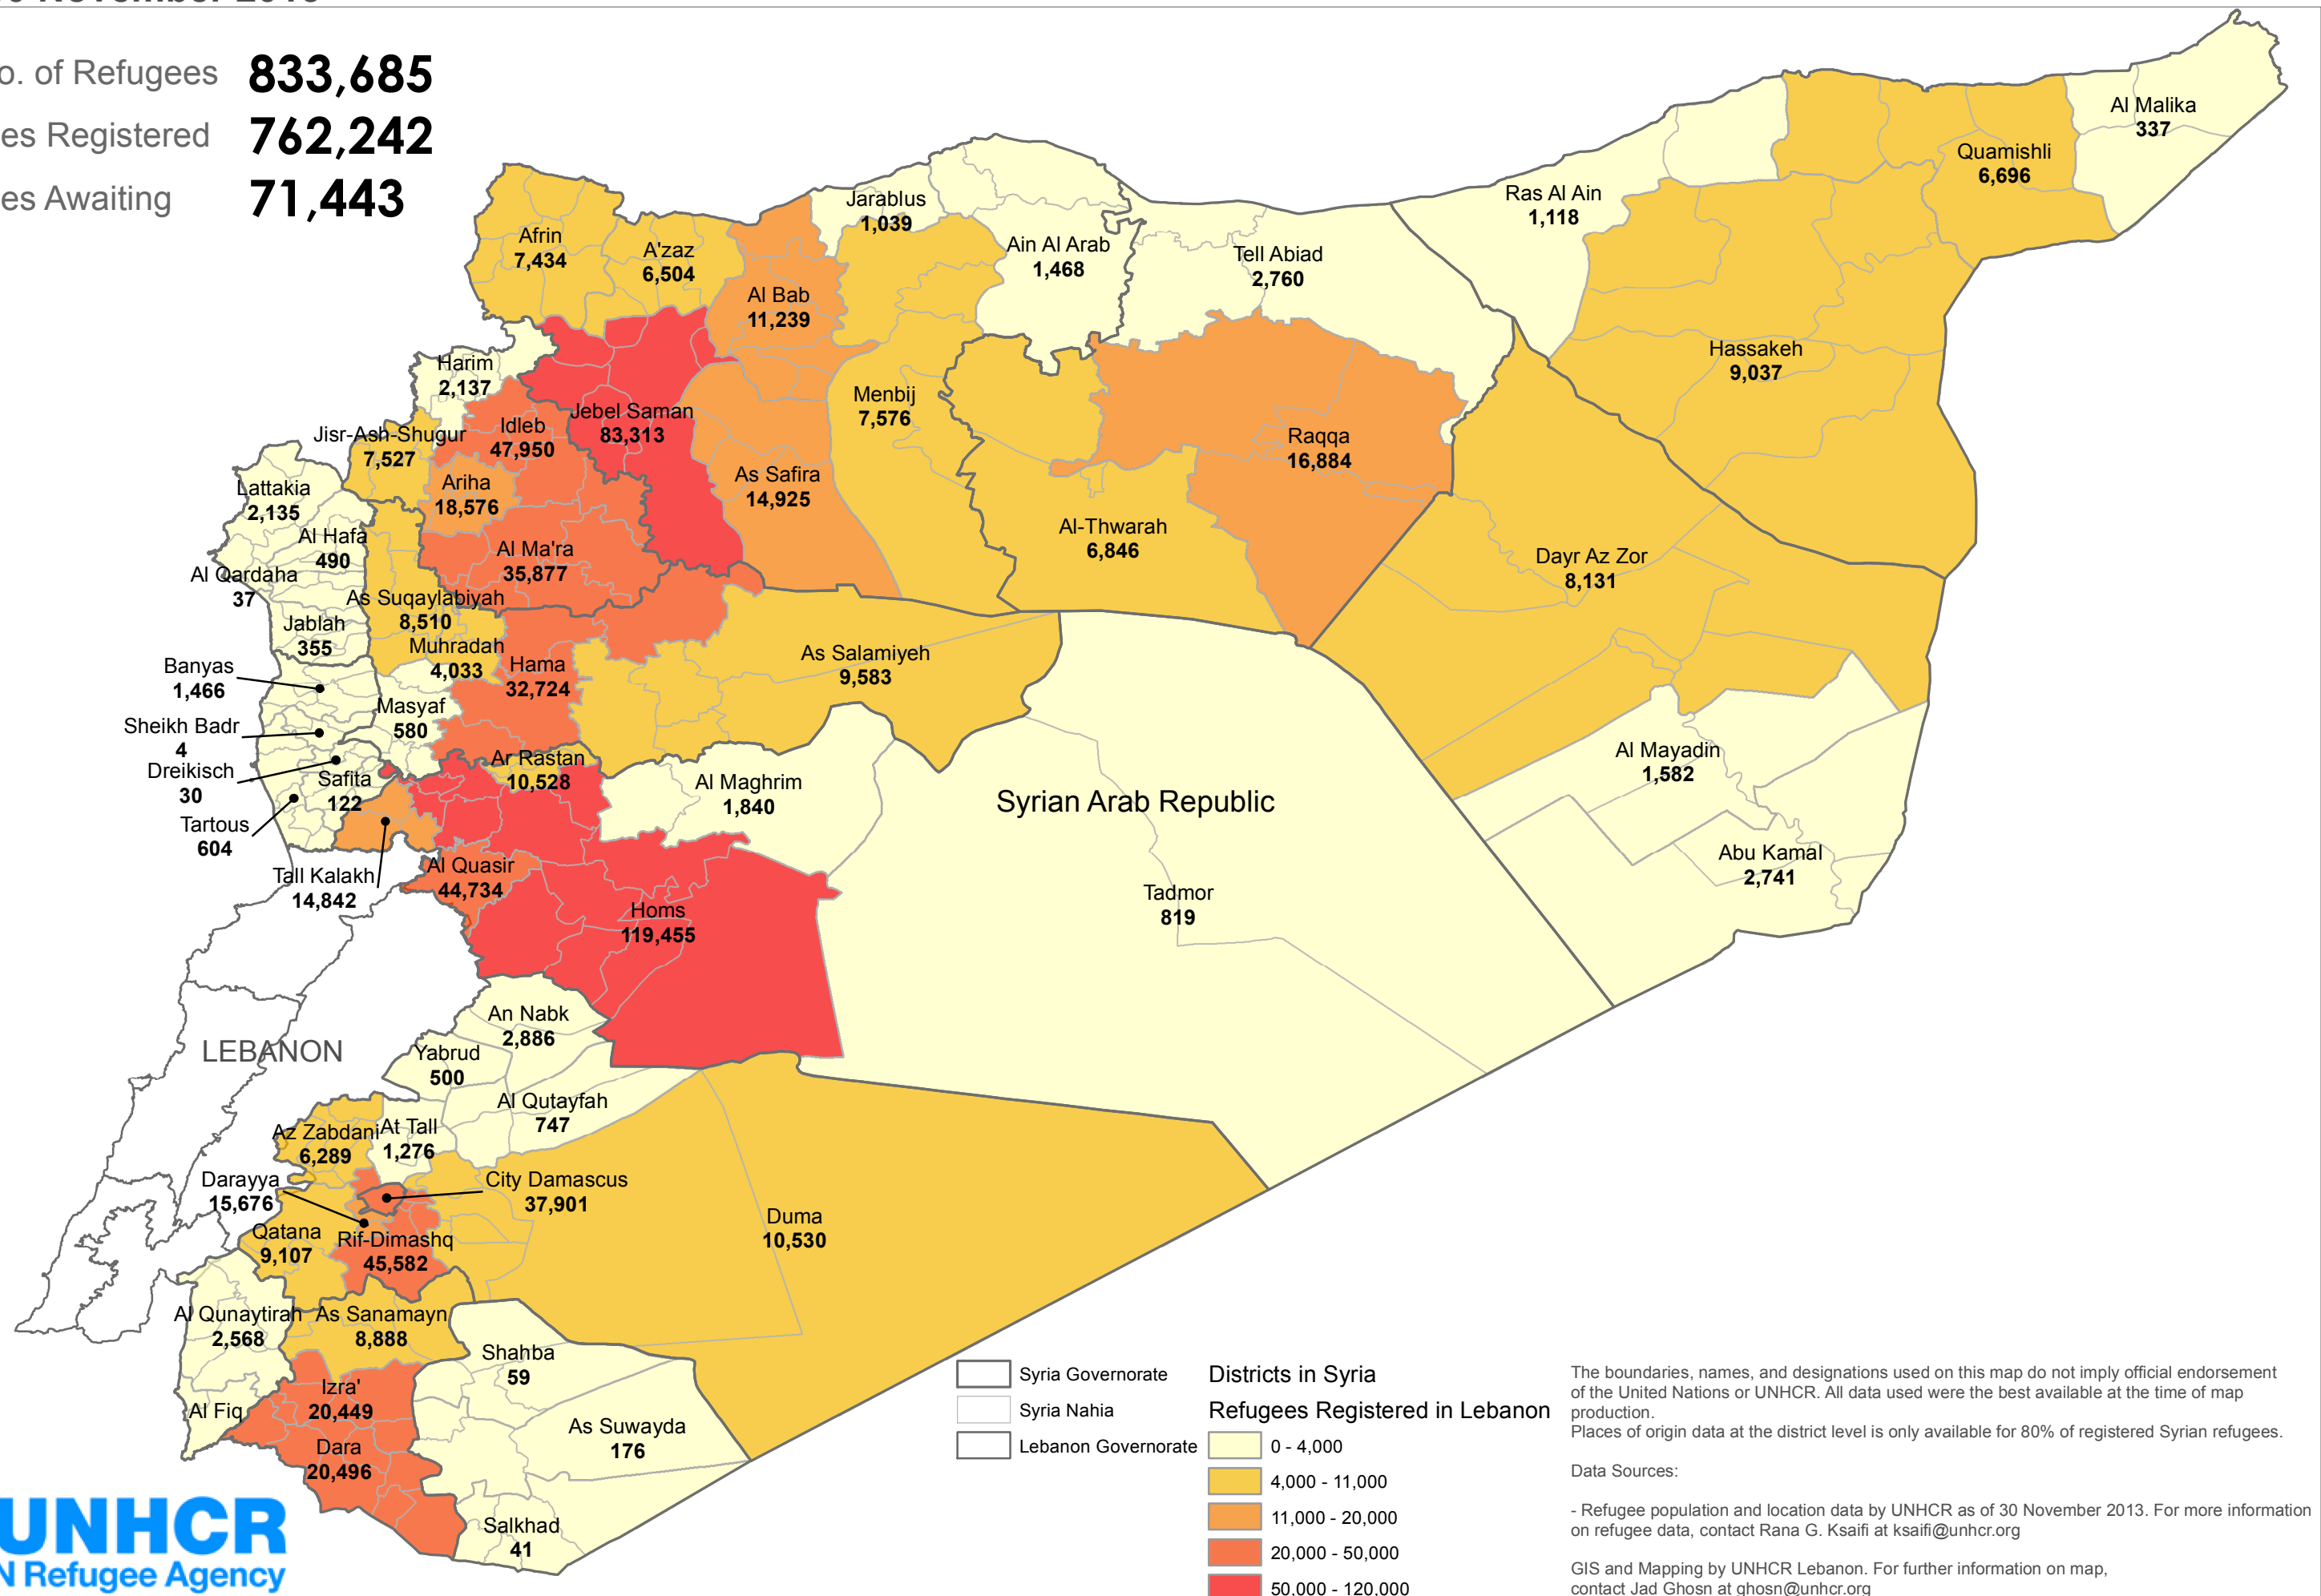 o. of Refugees 833,685
es Registered 762,242
es Awaiting 71,443
Al Malika
337
Quamishli
6,696
Ras Al Ain
1,118
Jarablus
1,039
Afrin
7,434
A'zaz
6,504
Ain Al Arab
1,468
Tell Abiad
2,760
Al Bab
11,239
Hassakeh
9,037
Harim
2,137
Menbij
7,576
Jebel Saman
83,313
Idleb
47,950
Jisr-Ash-Shugur
7,527
Raqqa
16,884
As Safira
14,925
Ariha
18,576
Lattakia
2,135
Al-Thwarah
6,846
Al Hafa
490
Al Ma'ra
35,877
Dayr Az Zor
8,131
Al Qardaha
37
As Suqaylabiyah
8,510
Jablah
355
Muhradah
4,033
Hama
32,724
As Salamiyeh
9,583
Banyas
1,466
Masyaf
580
Sheikh Badr
4
Dreikisch
30
Safita
122
Ar Rastan
10,528
Al Maghrim
1,840
Al Mayadin
1,582
Syrian Arab Republic
Tartous
604
Tall Kalakh
14,842
Al Quasir
44,734
Abu Kamal
2,741
Tadmor
819
Homs
119,455
An Nabk
2,886
LEBANON
Yabrud
500
Al Qutayfah
747
Az Zabdani
6,289
At Tall
1,276
Darayya
15,676
City Damascus
37,901
Qatana
9,107
Rif-Dimashq
45,582
Duma
10,530
Al Qunaytirah
2,568
As Sanamayn
8,888
Shahba
59
Izra'
20,449
Al Fiq
As Suwayda
176
Dara
20,496
Salkhad
41
UNHCR
N Refugee Agency
Syria Governorate
Syria Nahia
Lebanon Governorate
Districts in Syria
Refugees Registered in Lebanon
0 - 4,000
4,000 - 11,000
11,000 - 20,000
20,000 - 50,000
50,000 - 120,000
The boundaries, names, and designations used on this map do not imply official endorsement
of the United Nations or UNHCR. All data used were the best available at the time of map
production.
Places of origin data at the district level is only available for 80% of registered Syrian refugees.
Data Sources:
- Refugee population and location data by UNHCR as of 30 November 2013. For more information
on refugee data, contact Rana G. Ksaifi at ksaifi@unhcr.org
GIS and Mapping by UNHCR Lebanon. For further information on map,
contact Jad Ghosn at ghosn@unhcr.org